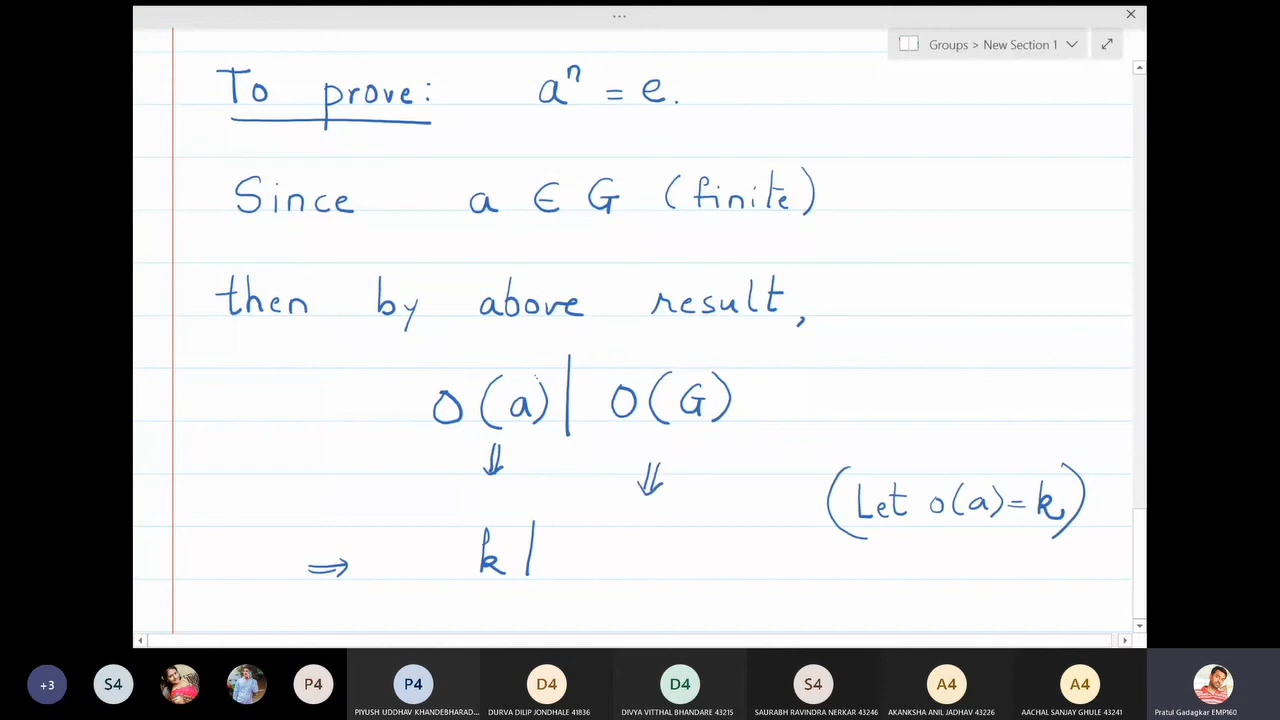 Groups > New Section 1
To prove: aⁿ = e.
Since a ∈ G (finite)
then by above result,
O(a) | O(G)
⇓ ⇓
(Let o(a) = k)
⇒ k |
+3 S4 P4 P4 D4 D4 S4 A4 A4
PIYUSH UDDHAV KHANDEBHARAD... DURVA DILIP JONDHALE 41836 DIVYA VITTHAL BHANDARE 43215 SAURABH RAVINDRA NERKAR 43246 AKANKSHA ANIL JADHAV 43226 AACHAL SANJAY GHULE 43241 Pratul Gadagkar EMP160